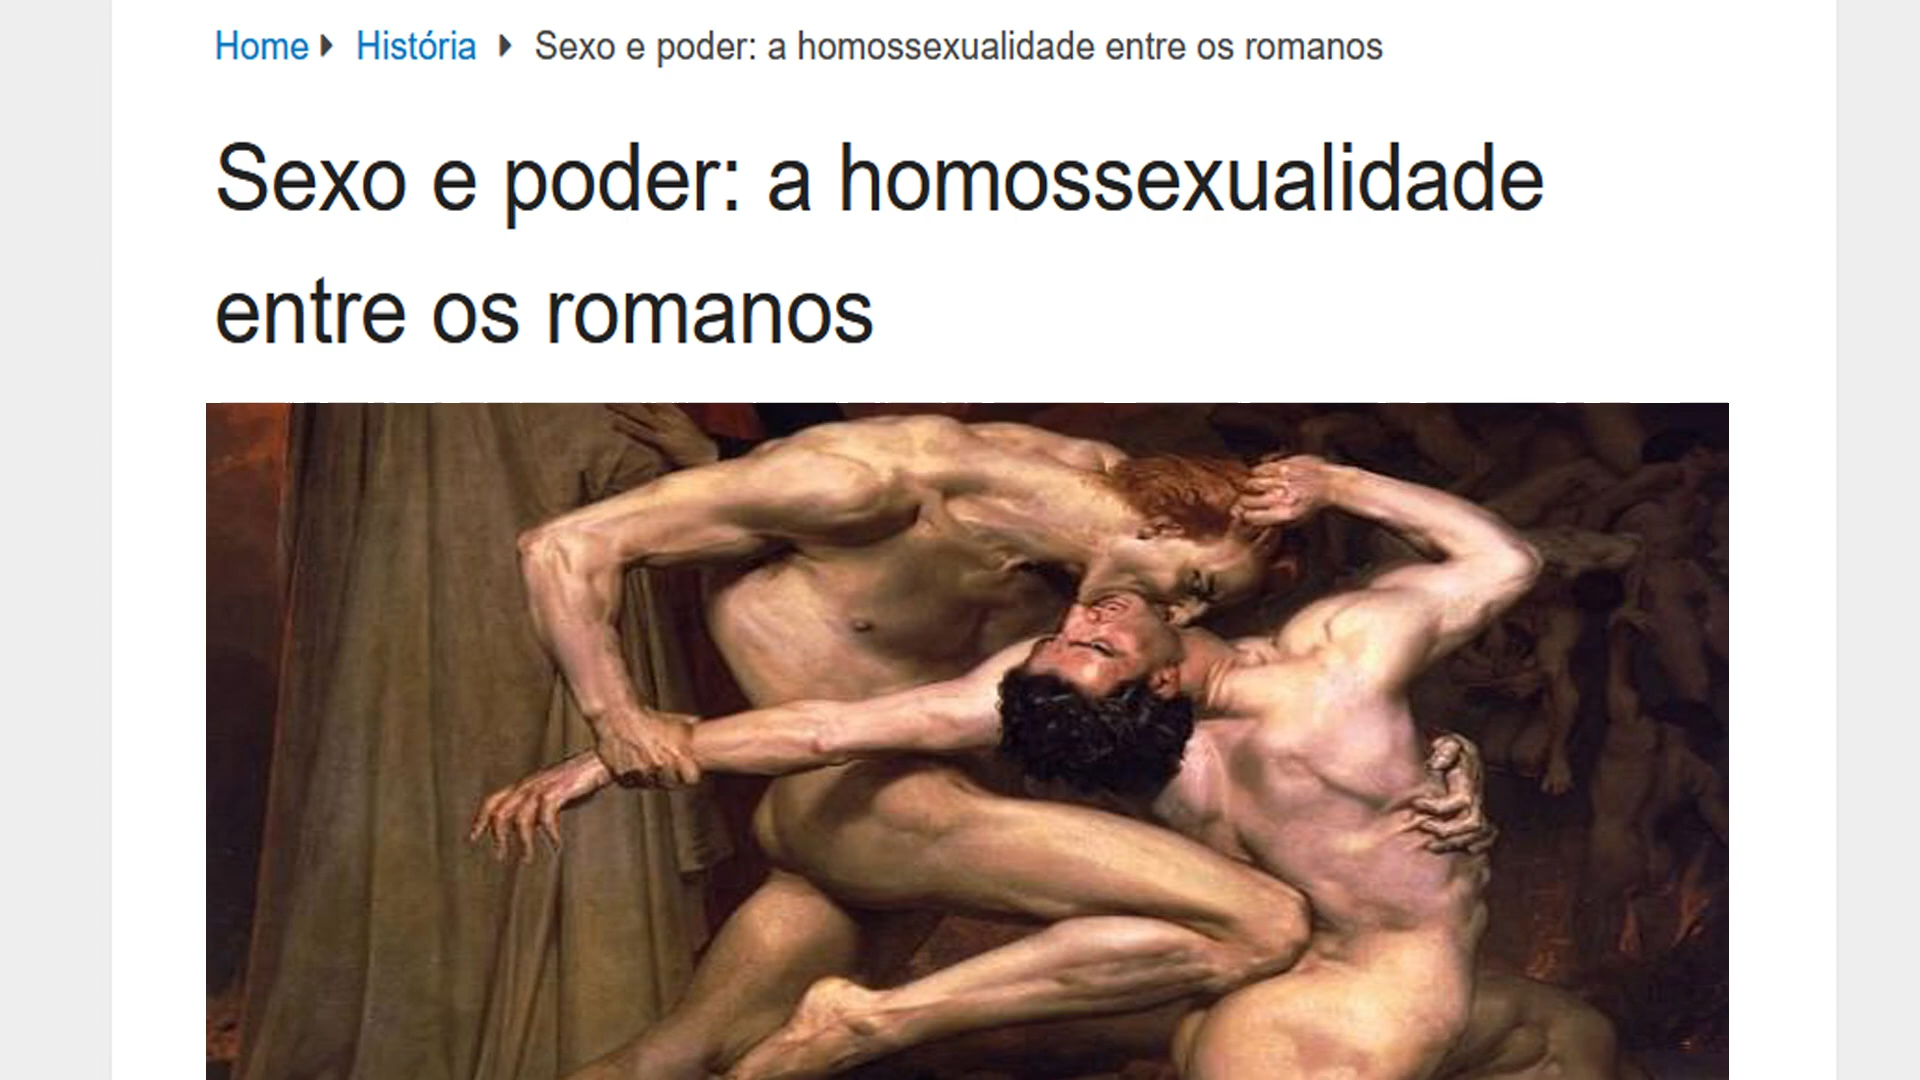 Home História Sexo e poder: a homossexualidade entre os romanos
Sexo e poder: a homossexualidade
entre os romanos